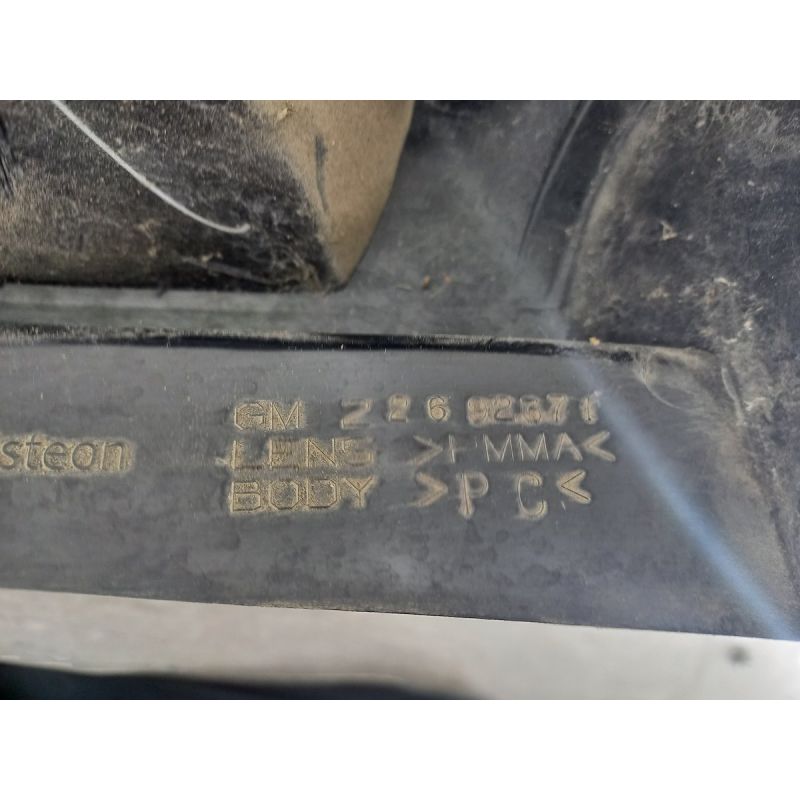 GM 22692871
steon
LENS >PMMA<
BODY >PC<